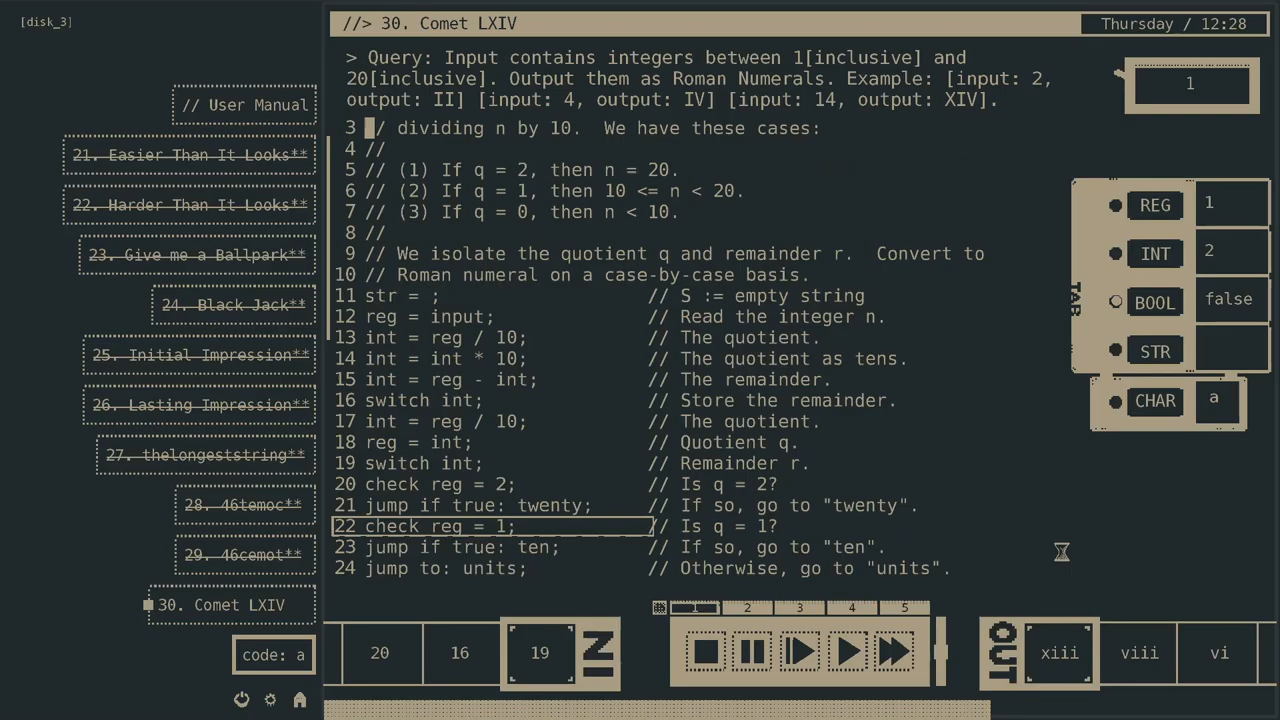 [disk_3]
//> 30. Comet LXIV
Thursday / 12:28
> Query: Input contains integers between 1[inclusive] and
20[inclusive]. Output them as Roman Numerals. Example: [input: 2,
output: II] [input: 4, output: IV] [input: 14, output: XIV].
1
// User Manual
21. Easier Than It Looks**
22. Harder Than It Looks**
23. Give me a Ballpark**
24. Black Jack**
25. Initial Impression**
26. Lasting Impression**
27. thelongeststring**
28. 46temoc**
29. 46cemot**
30. Comet LXIV
code: a
3 // dividing n by 10.  We have these cases:
4 //
5 // (1) If q = 2, then n = 20.
6 // (2) If q = 1, then 10 <= n < 20.
7 // (3) If q = 0, then n < 10.
8 //
9 // We isolate the quotient q and remainder r.  Convert to
10 // Roman numeral on a case-by-case basis.
11 str = ; // S := empty string
12 reg = input; // Read the integer n.
13 int = reg / 10; // The quotient.
14 int = int * 10; // The quotient as tens.
15 int = reg - int; // The remainder.
16 switch int; // Store the remainder.
17 int = reg / 10; // The quotient.
18 reg = int; // Quotient q.
19 switch int; // Remainder r.
20 check reg = 2; // Is q = 2?
21 jump if true: twenty; // If so, go to "twenty".
22 check reg = 1; // Is q = 1?
23 jump if true: ten; // If so, go to "ten".
24 jump to: units; // Otherwise, go to "units".
TAB
REG 1
INT 2
BOOL false
STR
CHAR a
1 2 3 4 5
20 16 19 IN
OUT xiii viii vi